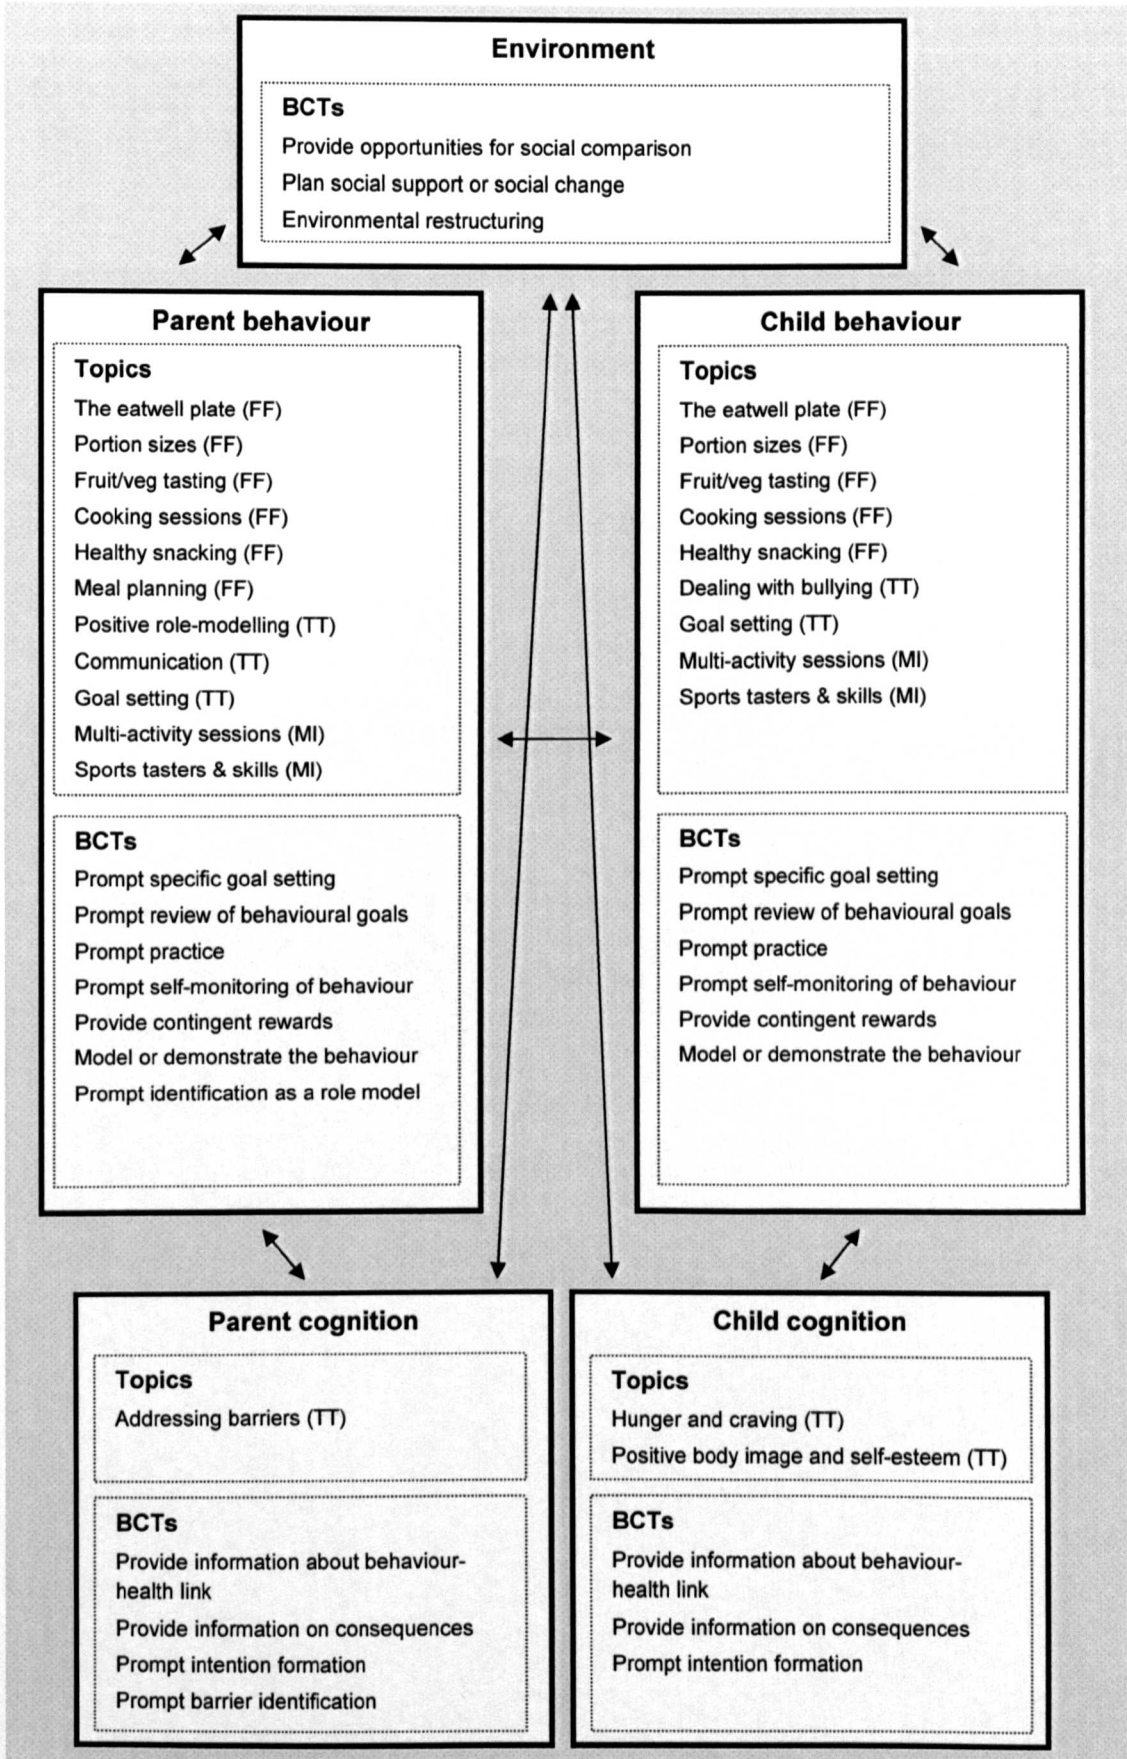 Environment
BCTs
Provide opportunities for social comparison
Plan social support or social change
Environmental restructuring
Parent behaviour
Topics
The eatwell plate (FF)
Portion sizes (FF)
Fruit/veg tasting (FF)
Cooking sessions (FF)
Healthy snacking (FF)
Meal planning (FF)
Positive role-modelling (TT)
Communication (TT)
Goal setting (TT)
Multi-activity sessions (MI)
Sports tasters & skills (MI)
BCTs
Prompt specific goal setting
Prompt review of behavioural goals
Prompt practice
Prompt self-monitoring of behaviour
Provide contingent rewards
Model or demonstrate the behaviour
Prompt identification as a role model
Child behaviour
Topics
The eatwell plate (FF)
Portion sizes (FF)
Fruit/veg tasting (FF)
Cooking sessions (FF)
Healthy snacking (FF)
Dealing with bullying (TT)
Goal setting (TT)
Multi-activity sessions (MI)
Sports tasters & skills (MI)
BCTs
Prompt specific goal setting
Prompt review of behavioural goals
Prompt practice
Prompt self-monitoring of behaviour
Provide contingent rewards
Model or demonstrate the behaviour
Parent cognition
Topics
Addressing barriers (TT)
BCTs
Provide information about behaviour-
health link
Provide information on consequences
Prompt intention formation
Prompt barrier identification
Child cognition
Topics
Hunger and craving (TT)
Positive body image and self-esteem (TT)
BCTs
Provide information about behaviour-
health link
Provide information on consequences
Prompt intention formation